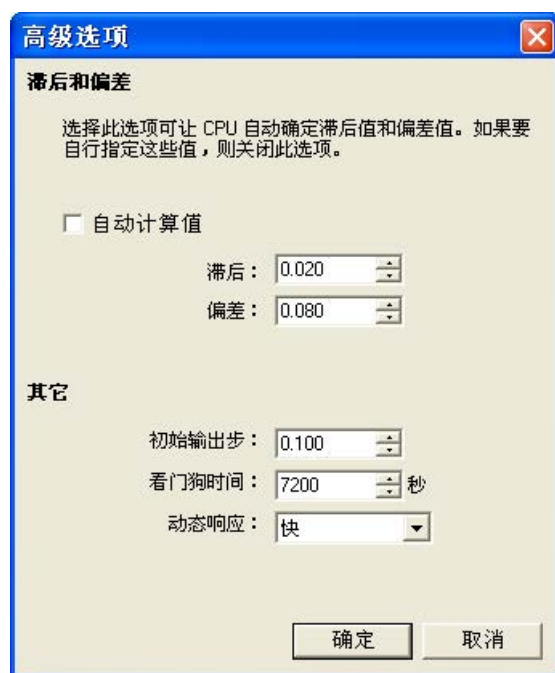 高级选项
滞后和偏差
选择此选项可让 CPU 自动确定滞后值和偏差值。如果要
自行指定这些值，则关闭此选项。
自动计算值
滞后： 0.020
偏差： 0.080
其它
初始输出步： 0.100
看门狗时间： 7200 秒
动态响应： 快
确定 取消